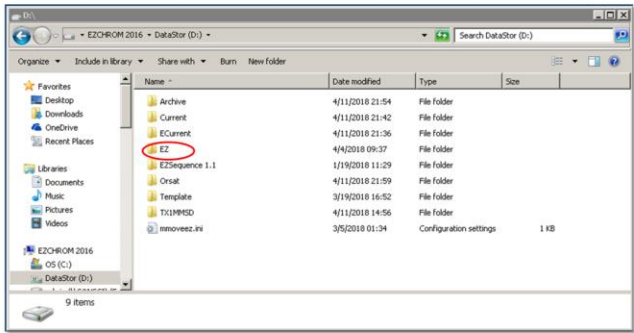 D:\
EZCHROM 2016 DataStor (D:) Search DataStor (D:)
Organize Include in library Share with Burn New folder
Favorites
Desktop
Downloads
OneDrive
Recent Places
Libraries
Documents
Music
Pictures
Videos
EZCHROM 2016
OS (C:)
DataStor (D:)
Name Date modified Type Size
Archive 4/11/2018 21:54 File folder
Current 4/11/2018 21:42 File folder
ECurrent 4/11/2018 21:36 File folder
EZ 4/4/2018 09:37 File folder
EZSequence 1.1 1/19/2018 11:29 File folder
Orsat 4/11/2018 21:59 File folder
Template 3/19/2018 16:52 File folder
TX1MMSD 4/11/2018 14:56 File folder
mmoveez.ini 3/5/2018 01:34 Configuration settings 1 KB
9 items